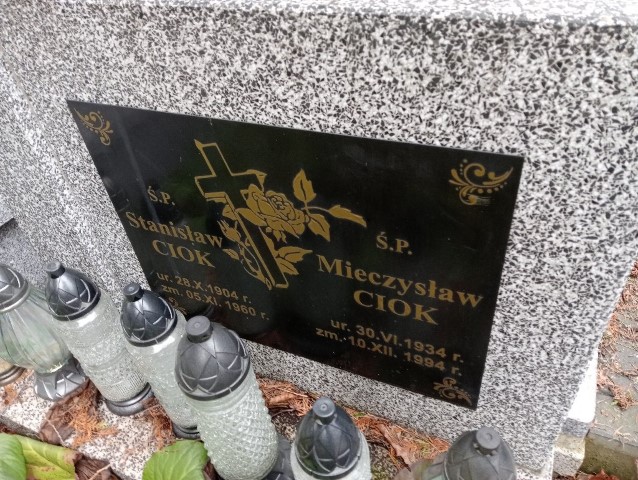 Ś.P.
Stanisław
CIOK
ur. 28.X.1904 r.
zm. 05.XI.1960 r.
Ś.P.
Mieczysław
CIOK
ur. 30.VI.1934 r.
zm. 10.XII. 1994 r.